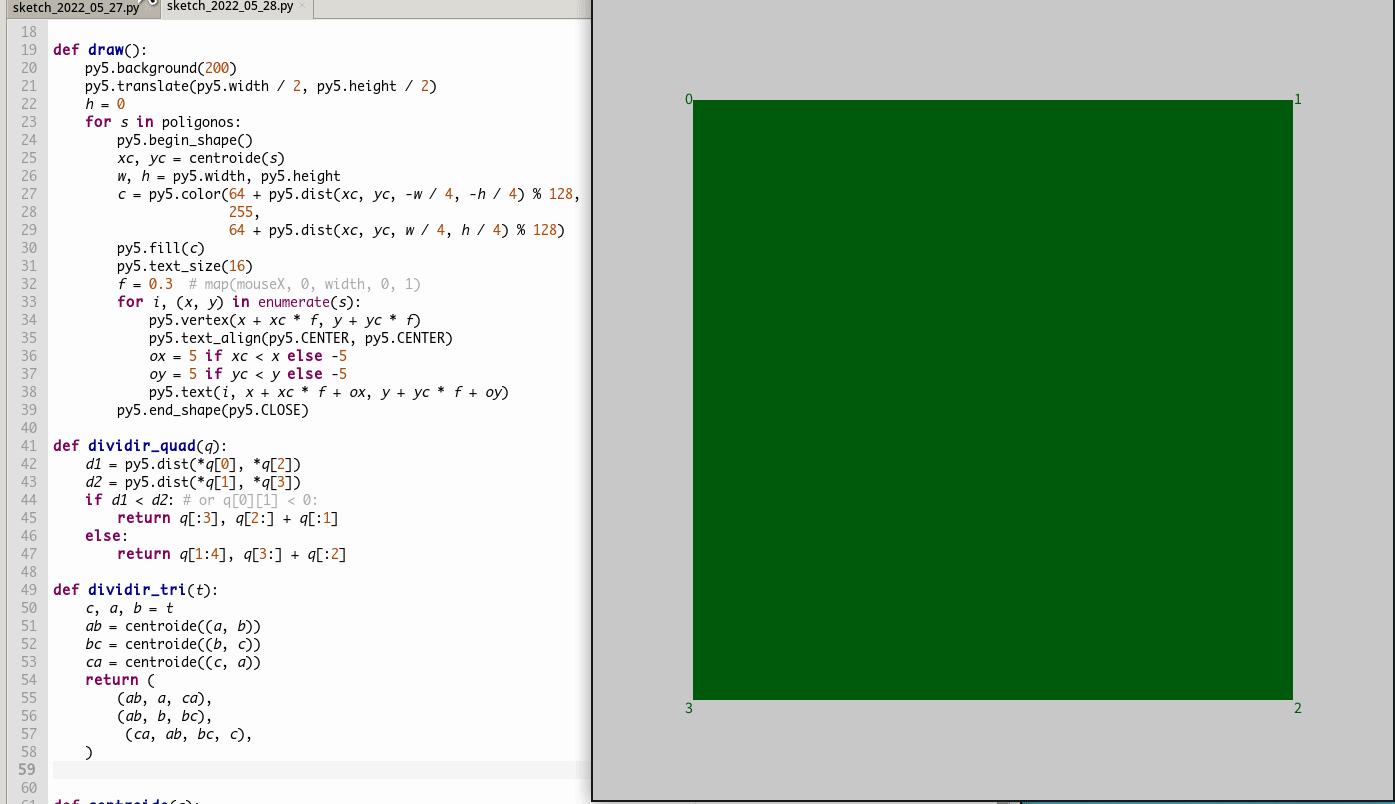 sketch_2022_05_27.py sketch_2022_05_28.py
18
19 def draw():
20     py5.background(200)
21     py5.translate(py5.width / 2, py5.height / 2)
22     h = 0
23     for s in poligonos:
24         py5.begin_shape()
25         xc, yc = centroide(s)
26         w, h = py5.width, py5.height
27         c = py5.color(64 + py5.dist(xc, yc, -w / 4, -h / 4) % 128,
28                       255,
29                       64 + py5.dist(xc, yc, w / 4, h / 4) % 128)
30         py5.fill(c)
31         py5.text_size(16)
32         f = 0.3  # map(mouseX, 0, width, 0, 1)
33         for i, (x, y) in enumerate(s):
34             py5.vertex(x + xc * f, y + yc * f)
35             py5.text_align(py5.CENTER, py5.CENTER)
36             ox = 5 if xc < x else -5
37             oy = 5 if yc < y else -5
38             py5.text(i, x + xc * f + ox, y + yc * f + oy)
39         py5.end_shape(py5.CLOSE)
40
41 def dividir_quad(q):
42     d1 = py5.dist(*q[0], *q[2])
43     d2 = py5.dist(*q[1], *q[3])
44     if d1 < d2: # or q[0][1] < 0:
45         return q[:3], q[2:] + q[:1]
46     else:
47         return q[1:4], q[3:] + q[:2]
48
49 def dividir_tri(t):
50     c, a, b = t
51     ab = centroide((a, b))
52     bc = centroide((b, c))
53     ca = centroide((c, a))
54     return (
55         (ab, a, ca),
56         (ab, b, bc),
57          (ca, ab, bc, c),
58     )
59
60
61 def centroide(s):
0 1
3 2